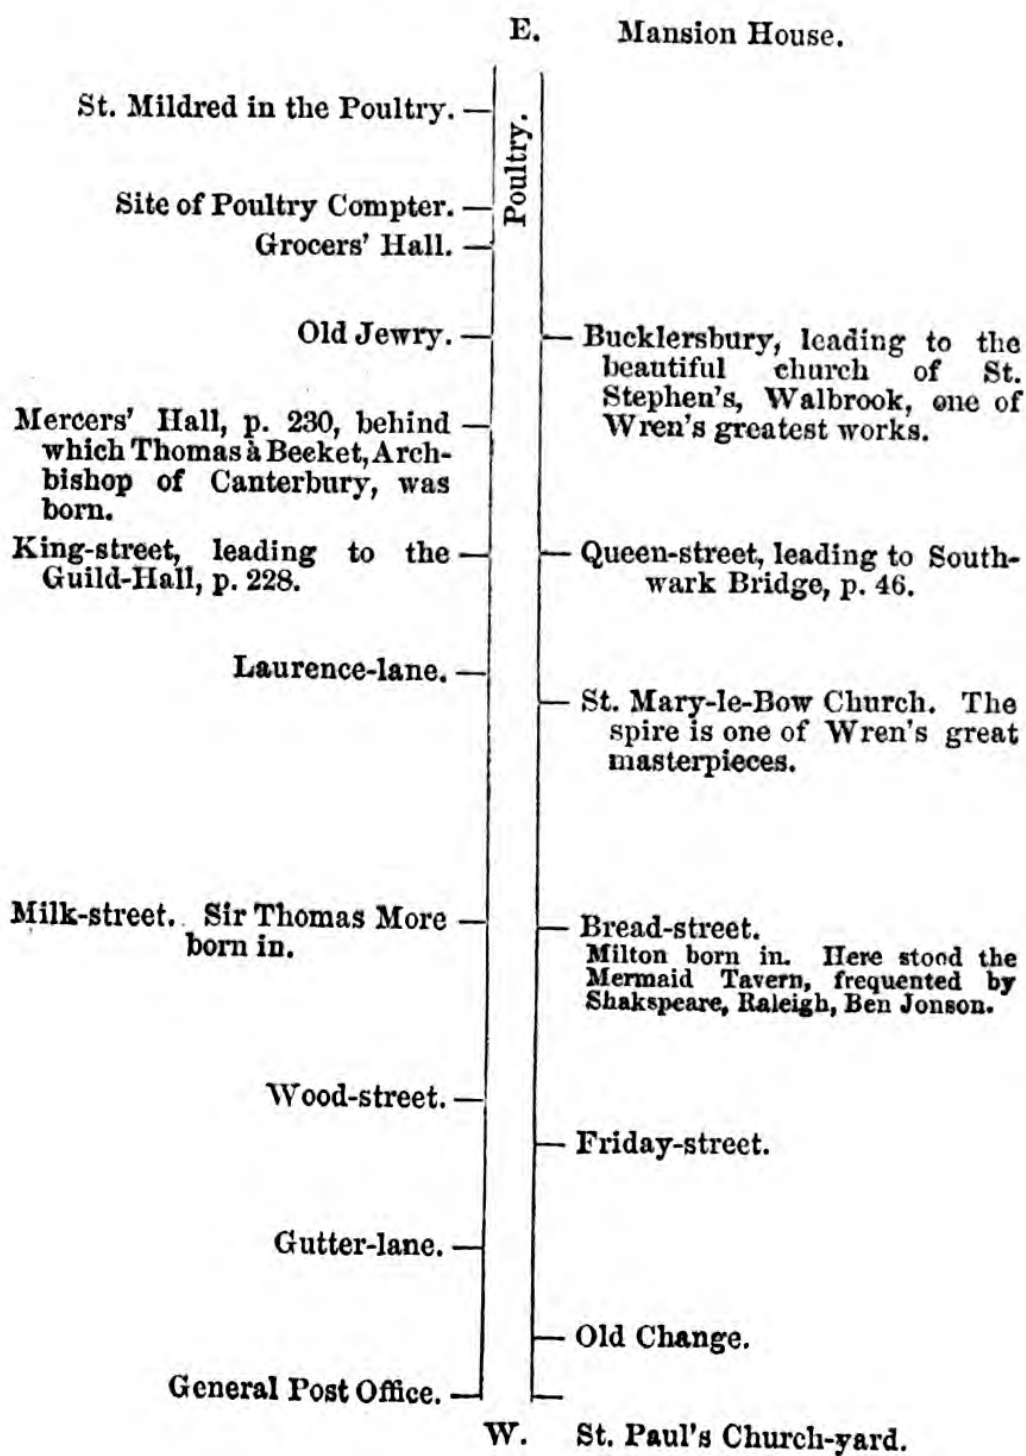 E. Mansion House.
St. Mildred in the Poultry.
Poultry.
Site of Poultry Compter.
Grocers' Hall.
Old Jewry.
Bucklersbury, leading to the
beautiful church of St.
Stephen's, Walbrook, one of
Wren's greatest works.
Mercers' Hall, p. 230, behind
which Thomas à Becket, Arch-
bishop of Canterbury, was
born.
King-street, leading to the
Guild-Hall, p. 228.
Queen-street, leading to South-
wark Bridge, p. 46.
Laurence-lane.
St. Mary-le-Bow Church. The
spire is one of Wren's great
masterpieces.
Milk-street. Sir Thomas More
born in.
Bread-street.
Milton born in. Here stood the
Mermaid Tavern, frequented by
Shakspeare, Raleigh, Ben Jonson.
Wood-street.
Friday-street.
Gutter-lane.
Old Change.
General Post Office.
W. St. Paul's Church-yard.